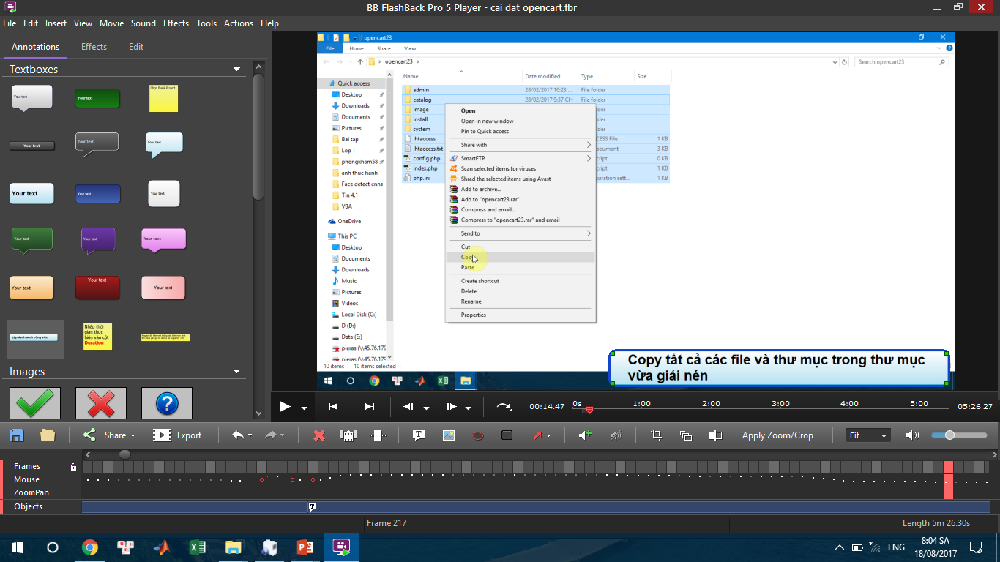 BB FlashBack Pro 5 Player - cai dat opencart.fbr
File Edit Insert View Movie Sound Effects Tools Actions Help
Annotations Effects Edit
Textboxes
Your text
Your text
Chọn Blank Project
Your text
Your text
Your text
Your text
Your text
Your text
Your text
Your text
Your text
Your text
Your text
Your text
Lập danh sách công việc
Nhập thời gian thực hiện vào cột Duration
Images
opencart23
File Home Share View
opencart23
Search opencart23
Name Date modified Type Size
Quick access
Desktop
Downloads
Documents
Pictures
Bai tap
Lop 1
phongkham58
anh thuc hanh
Face detect cnns
Tin 4.1
VBA
OneDrive
This PC
Desktop
Documents
Downloads
Music
Pictures
Videos
Local Disk (C:)
D (D:)
Data (E:)
pieras (\\45.76.179
pieras (\\45.76.179
admin 28/02/2017 10:23 ... File folder
catalog 28/02/2017 9:37 CH File folder
image lder
install lder
system lder
.htaccess CESS File 1 KB
.htaccess.txt ocument 3 KB
config.php cript 0 KB
index.php cript 1 KB
php.ini guration sett... 1 KB
Open
Open in new window
Pin to Quick access
Share with
SmartFTP
Scan selected items for viruses
Shred the selected items using Avast
Add to archive...
Add to "opencart23.rar"
Compress and email...
Compress to "opencart23.rar" and email
Send to
Cut
Copy
Paste
Create shortcut
Delete
Rename
Properties
10 items 10 items selected
Copy tất cả các file và thư mục trong thư mục
vừa giải nén
00:14.47 0s 1:00 2:00 3:00 4:00 5:00 05:26.27
Share Export Apply Zoom/Crop Fit
Frames
Mouse
ZoomPan
Objects
T
Frame 217 Length 5m 26.30s
ENG
8:04 SA
18/08/2017